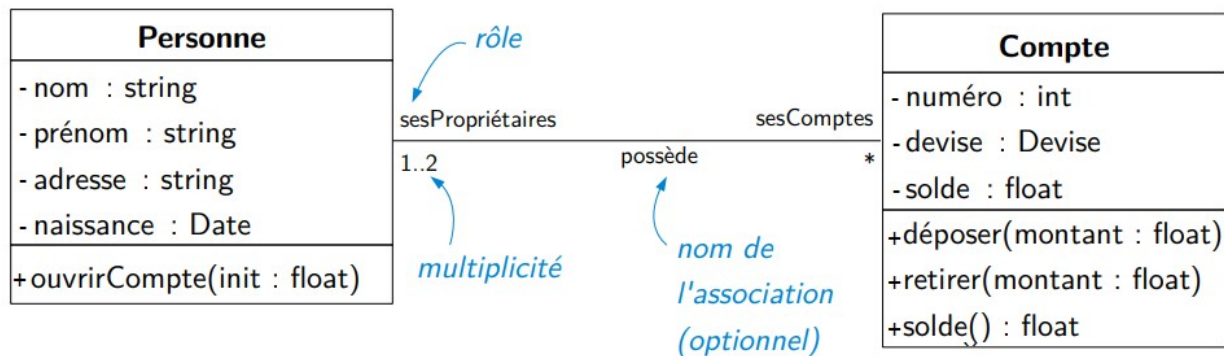 Personne
- nom : string
- prénom : string
- adresse : string
- naissance : Date
+ouvrirCompte(init : float)
rôle
sesPropriétaires
sesComptes
1..2
possède
*
multiplicité
nom de
l'association
(optionnel)
Compte
- numéro : int
- devise : Devise
- solde : float
+déposer(montant : float)
+retirer(montant : float)
+solde() : float